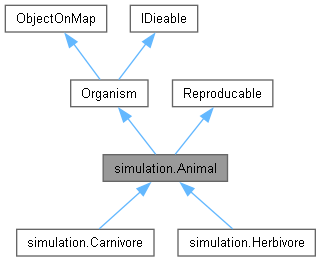 ObjectOnMap
IDieable
Organism
Reproducable
simulation.Animal
simulation.Carnivore
simulation.Herbivore